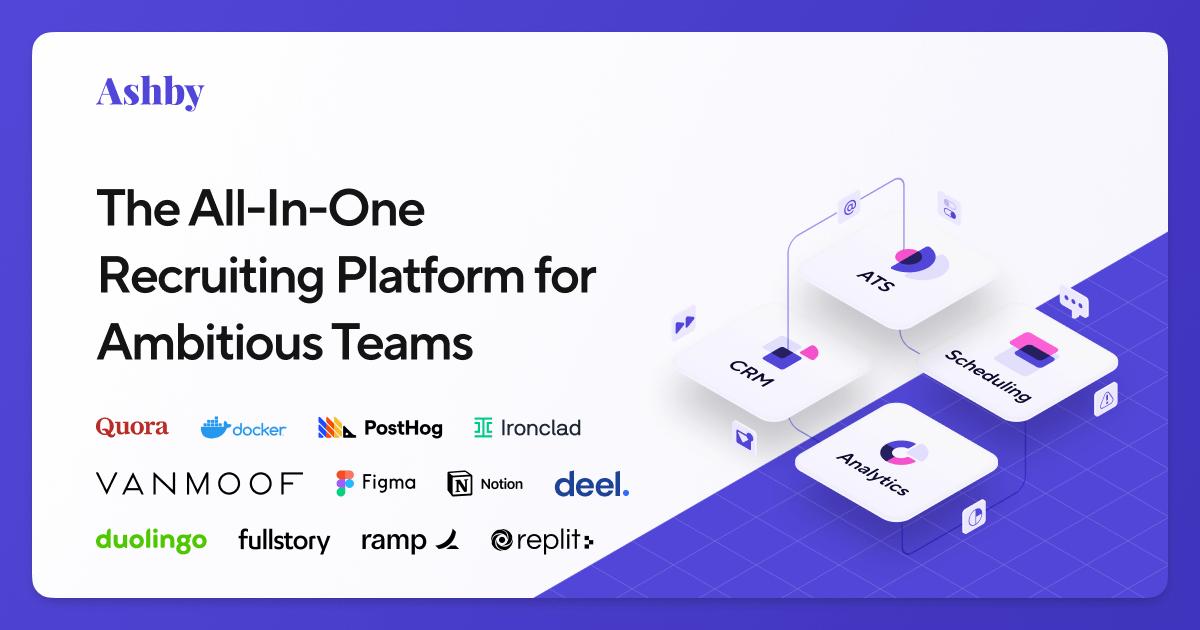 Ashby
The All-In-One
Recruiting Platform for
Ambitious Teams
Quora docker PostHog Ironclad
VANMOOF Figma Notion deel.
duolingo fullstory ramp replit
@
ATS
CRM
Scheduling
Analytics